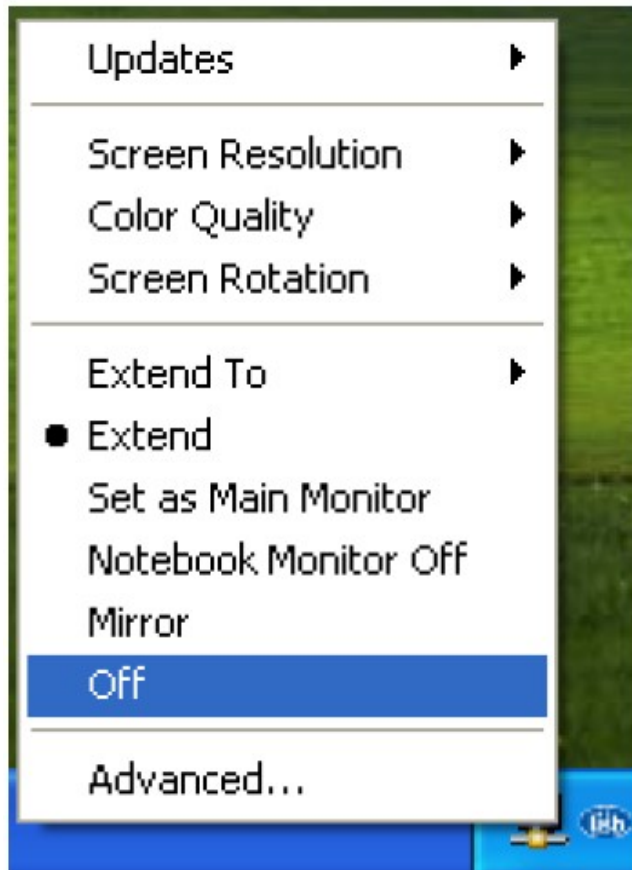 Updates
Screen Resolution
Color Quality
Screen Rotation
Extend To
Extend
Set as Main Monitor
Notebook Monitor Off
Mirror
Off
Advanced...